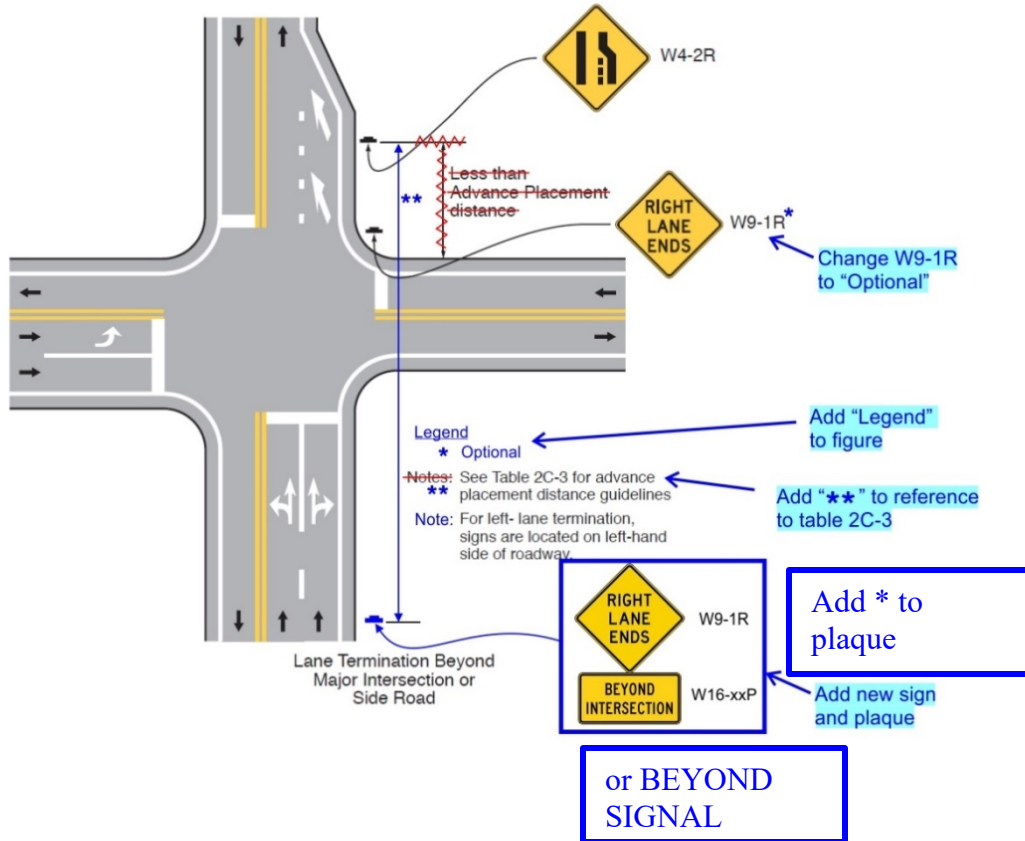 W4-2R
Less than
Advance Placement
distance
**
RIGHT
LANE
ENDS
W9-1R*
Change W9-1R
to “Optional”
Legend
* Optional
Add “Legend”
to figure
Notes: See Table 2C-3 for advance
** placement distance guidelines
Add “**” to reference
to table 2C-3
Note: For left- lane termination,
signs are located on left-hand
side of roadway.
RIGHT
LANE
ENDS
W9-1R
Add * to
plaque
BEYOND
INTERSECTION
W16-xxP
Add new sign
and plaque
Lane Termination Beyond
Major Intersection or
Side Road
or BEYOND
SIGNAL